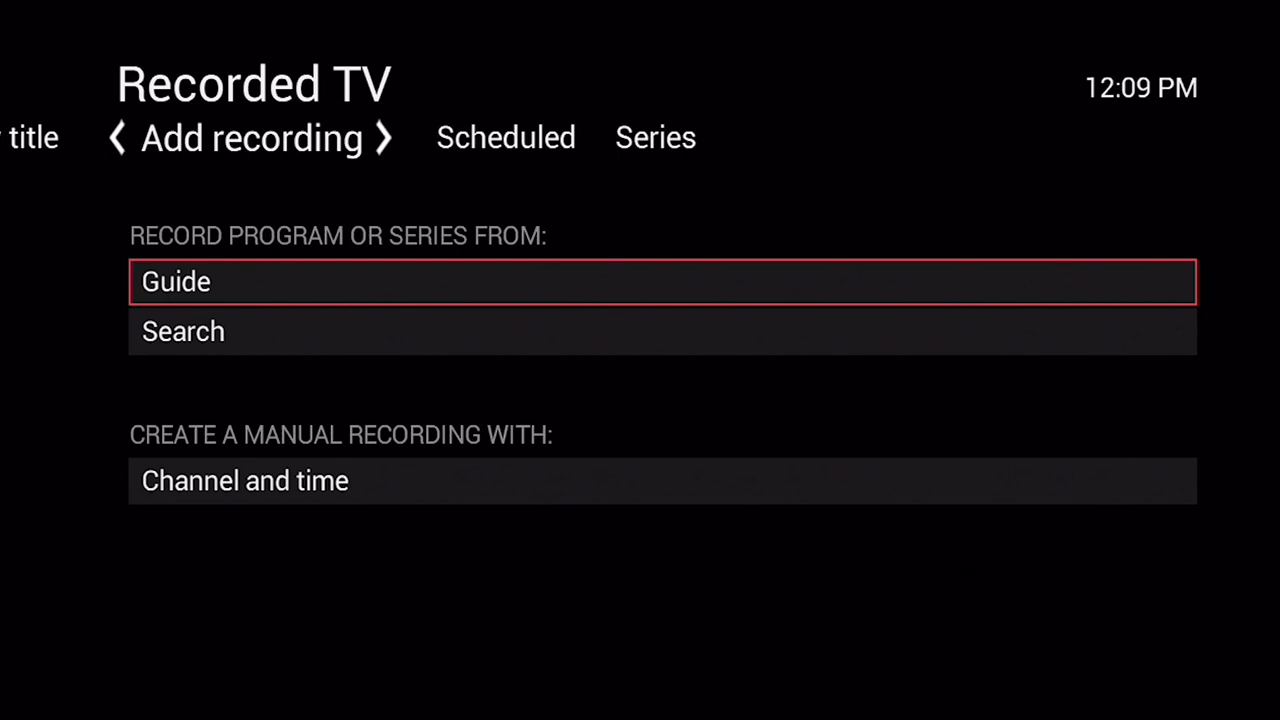 Recorded TV
12:09 PM
title
Add recording
Scheduled
Series
RECORD PROGRAM OR SERIES FROM:
Guide
Search
CREATE A MANUAL RECORDING WITH:
Channel and time